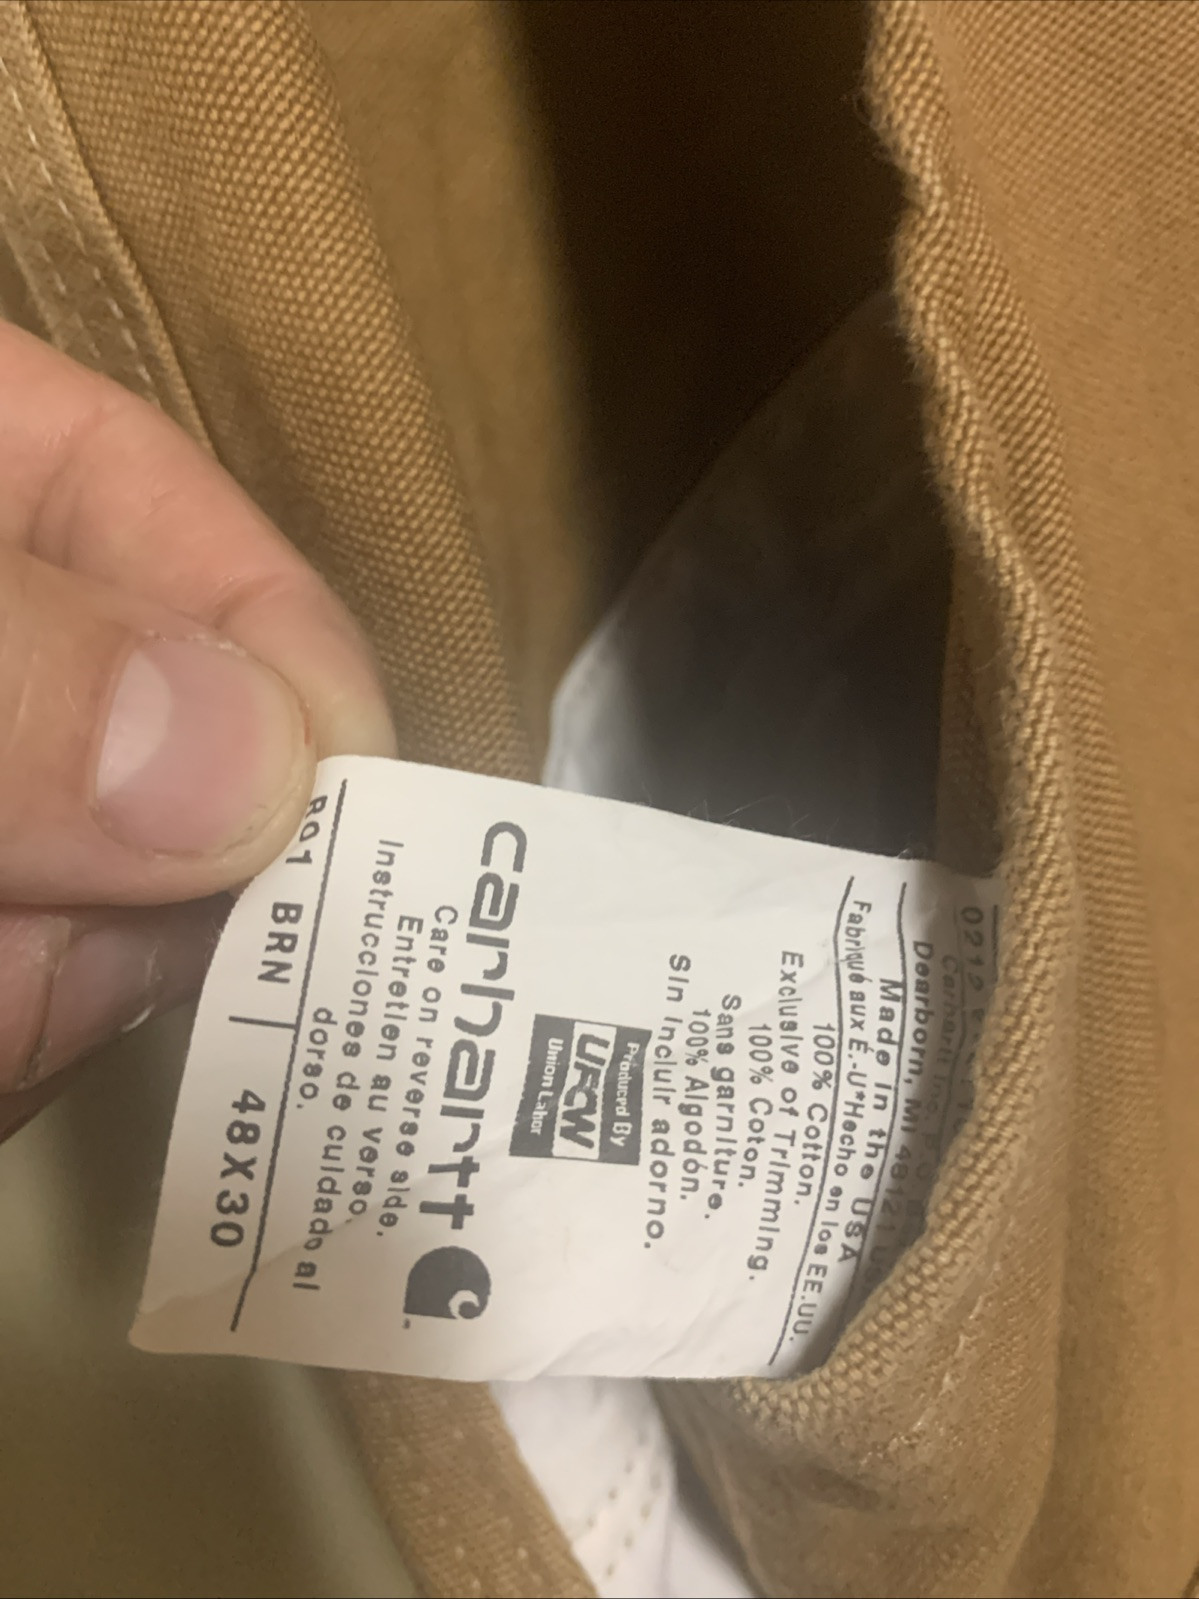 Dearborn, MI 48121
Made in the USA
Fabriqué aux É.-U*Hecho en los EE.UU.
100% Cotton.
Exclusive of Trimming.
100% Coton.
Sans garniture.
100% Algodón.
Sin incluir adorno.
Produced By
UFCW
Union Labor
carhartt
Care on reverse side.
Entretien au verso.
Instrucciones de cuidado al
dorso.
R01 BRN 48X30